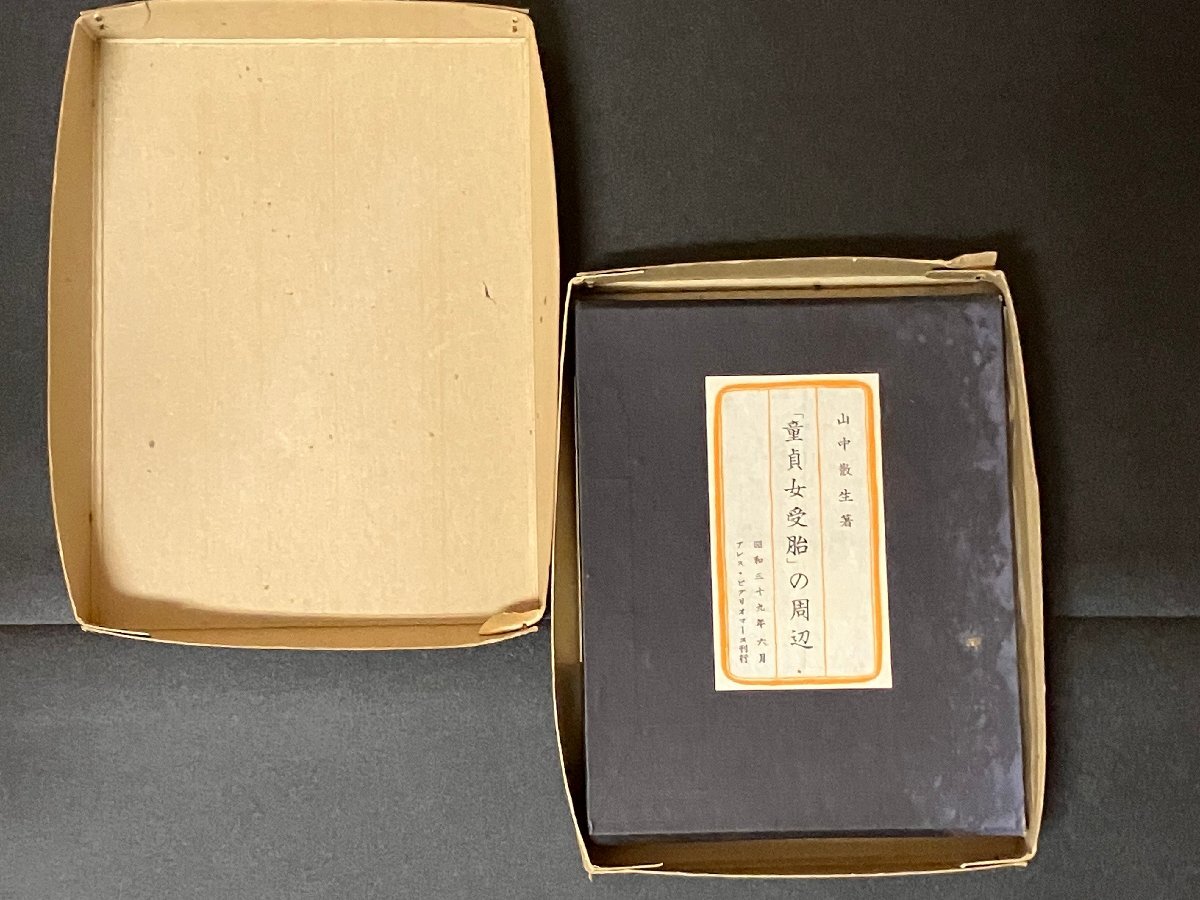 山中散生著
「童貞女受胎」の周辺
昭和三十九年六月
アレス・ビブリオマーヌ刊行